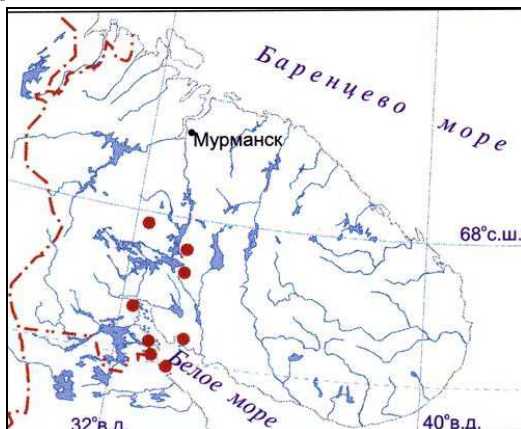 Баренцево море
Мурманск
68°с.ш.
Белое море
32°в.д.
40°в.д.